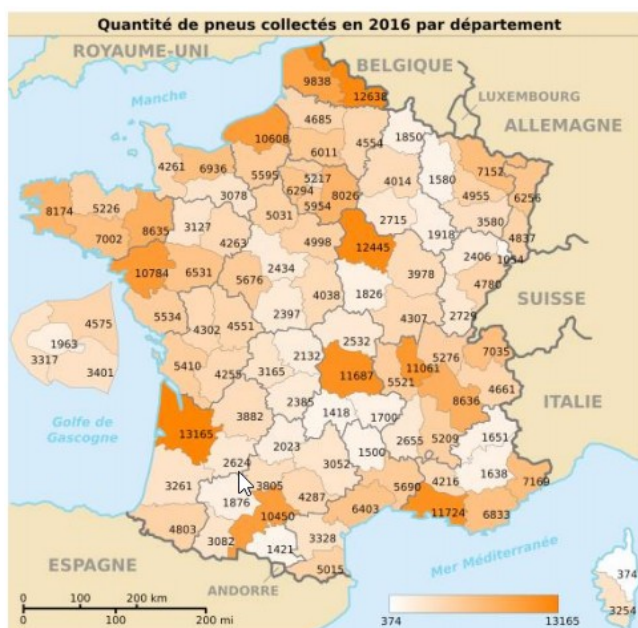 Quantité de pneus collectés en 2016 par département
ROYAUME-UNI
BELGIQUE
9838
Manche
12638
LUXEMBOURG
4685
1850
ALLEMAGNE
10608
4554
4261 6936 6011 7152
5595 5217 1580
6294 8026 4014 4955 6256
8174 5226 3078 5954
8635 3127 5031 2715 3580
7002 4263 4998 1918 4837
12445 2406 1054
10784 6531 2434 3978
5676 4780
4038 1826
4575 5534 2397 SUISSE
4302 4551 4307 2729
1963 2532
3317 3401 2132 5276 7035
5410 4255 3165 11687 11061
5521 4661
2385 8636 ITALIE
Golfe de
Gascogne
3882 1418 1700
13165 1651
2655 5209
2023 1500
2624 3052 1638
3261 3805 5690 4216 7169
1876 4287
10450 6403 11724 6833
4803 3082 3328
1421
ESPAGNE
Mer Méditerranée
374
ANDORRE
5015
3254
0 100 200 km
0 100 200 mi
374 13165